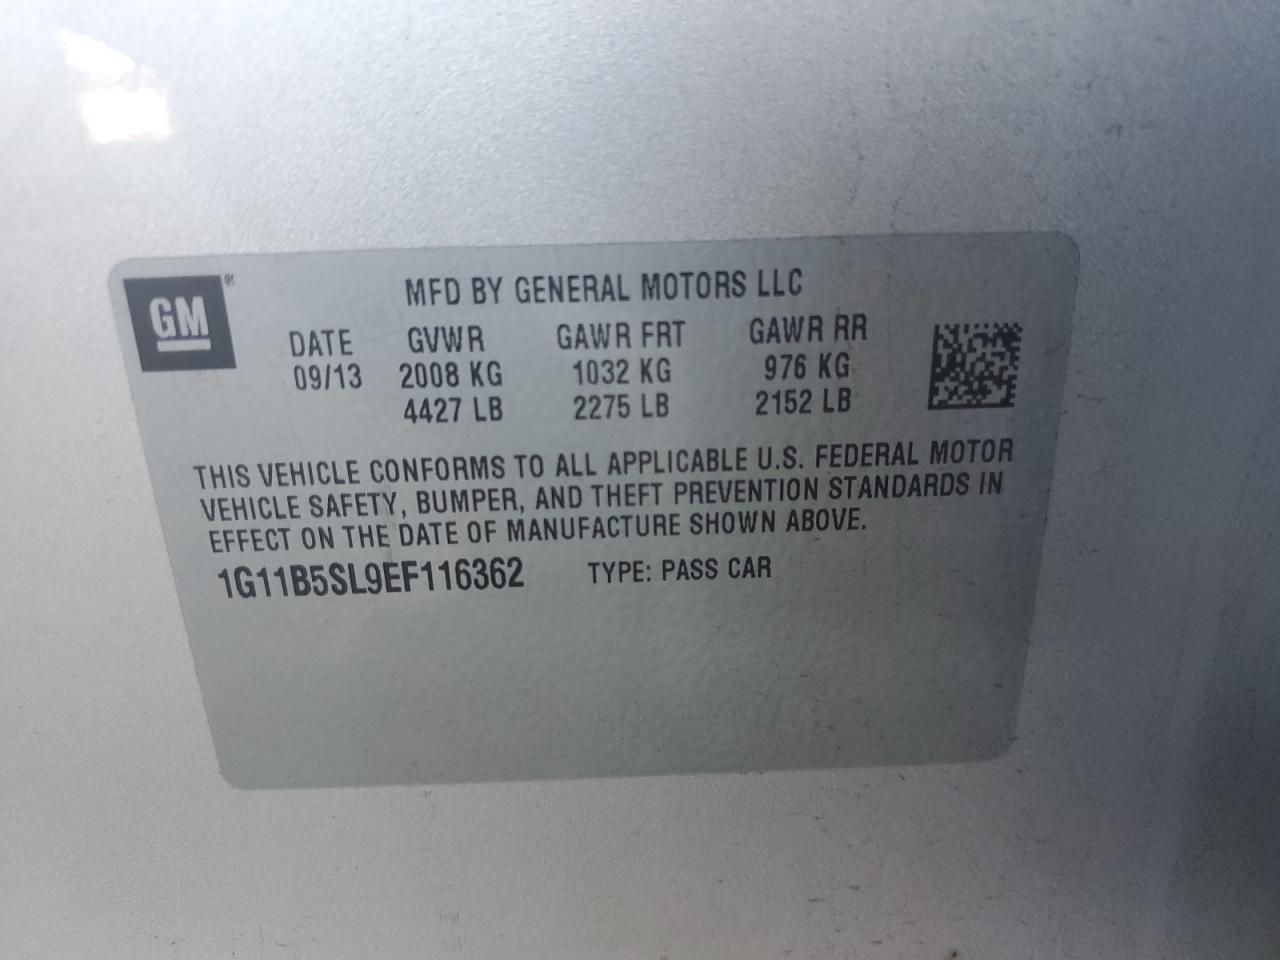 GM ®
MFD BY GENERAL MOTORS LLC
DATE GVWR GAWR FRT GAWR RR
09/13 2008 KG 1032 KG 976 KG
4427 LB 2275 LB 2152 LB
THIS VEHICLE CONFORMS TO ALL APPLICABLE U.S. FEDERAL MOTOR
VEHICLE SAFETY, BUMPER, AND THEFT PREVENTION STANDARDS IN
EFFECT ON THE DATE OF MANUFACTURE SHOWN ABOVE.
1G11B5SL9EF116362 TYPE: PASS CAR